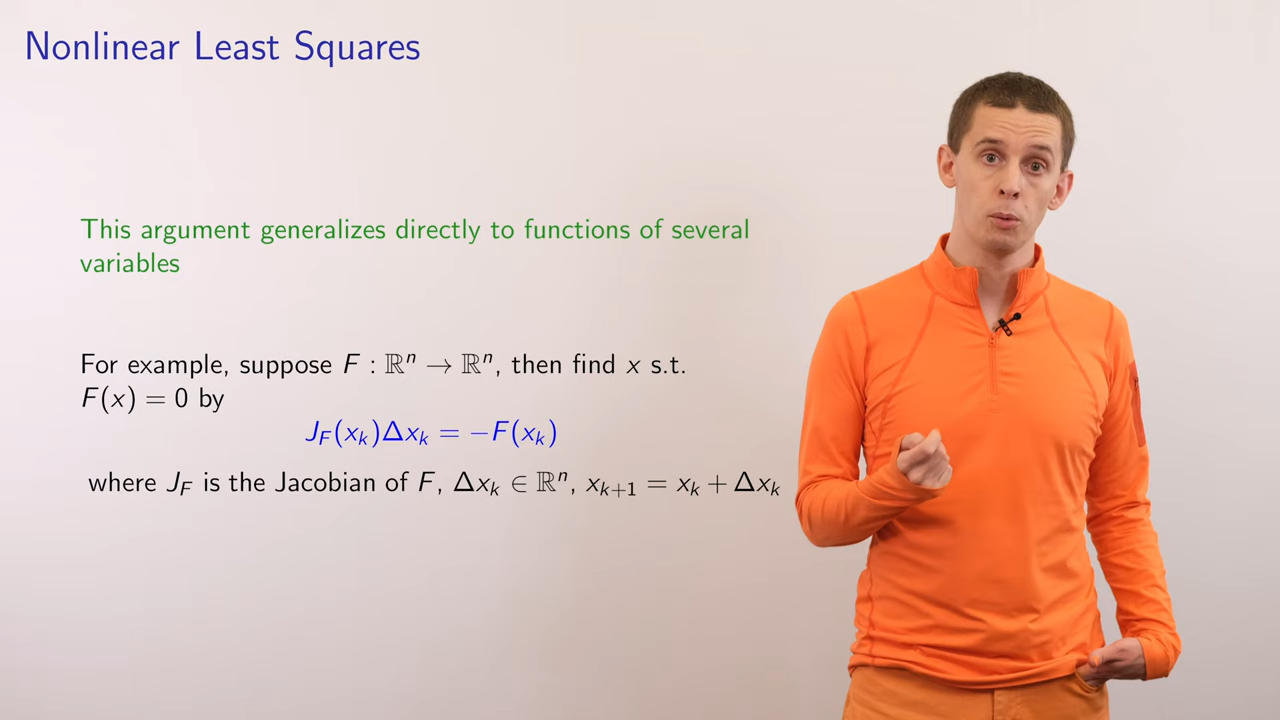 Nonlinear Least Squares
This argument generalizes directly to functions of several
variables
For example, suppose F : ℝⁿ → ℝⁿ, then find x s.t.
F(x) = 0 by
J_F(x_k)Δx_k = −F(x_k)
where J_F is the Jacobian of F, Δx_k ∈ ℝⁿ, x_{k+1} = x_k + Δx_k